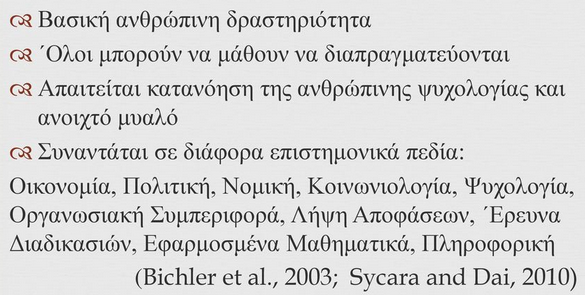 Βασική ανθρώπινη δραστηριότητα
΄Ολοι μπορούν να μάθουν να διαπραγματεύονται
Απαιτείται κατανόηση της ανθρώπινης ψυχολογίας και
ανοιχτό μυαλό
Συναντάται σε διάφορα επιστημονικά πεδία:
Οικονομία, Πολιτική, Νομική, Κοινωνιολογία, Ψυχολογία,
Οργανωσιακή Συμπεριφορά, Λήψη Αποφάσεων, ΄Ερευνα
Διαδικασιών, Εφαρμοσμένα Μαθηματικά, Πληροφορική
(Bichler et al., 2003; Sycara and Dai, 2010)